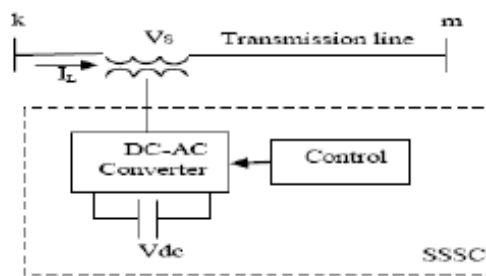 k
m
Vs
Transmission line
IL
DC-AC
Converter
Control
Vdc
SSSC